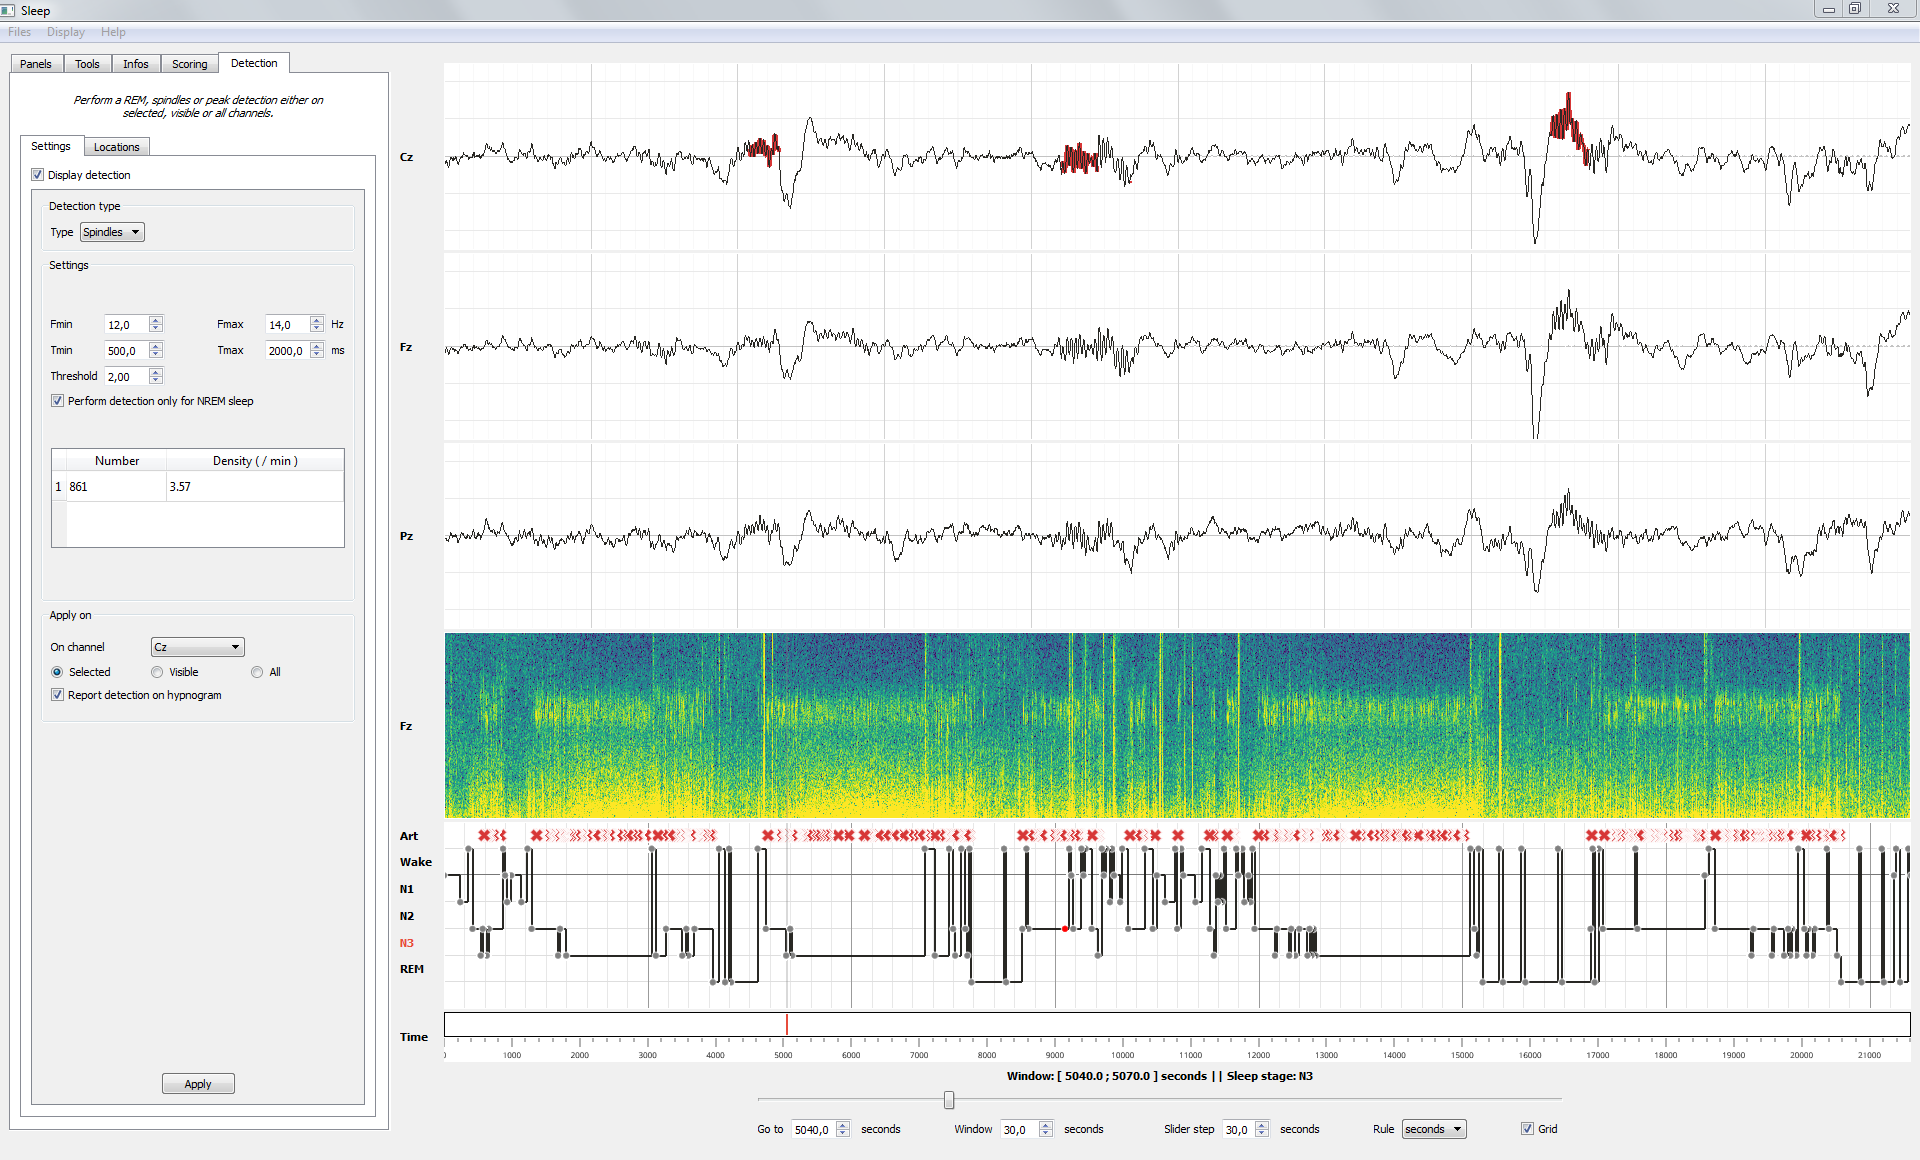 Sleep
Files Display Help
Panels Tools Infos Scoring Detection
Perform a REM, spindles or peak detection either on
selected, visible or all channels.
Settings Locations
Display detection
Detection type
Type Spindles
Settings
Fmin 12,0 Fmax 14,0 Hz
Tmin 500,0 Tmax 2000,0 ms
Threshold 2,00
Perform detection only for NREM sleep
Number Density ( / min )
1 861 3.57
Apply on
On channel Cz
Selected Visible All
Report detection on hypnogram
Apply
Cz
Fz
Pz
Fz
Art
Wake
N1
N2
N3
REM
Time
0 1000 2000 3000 4000 5000 6000 7000 8000 9000 10000 11000 12000 13000 14000 15000 16000 17000 18000 19000 20000 21000
Window: [ 5040.0 ; 5070.0 ] seconds || Sleep stage: N3
Go to 5040,0 seconds Window 30,0 seconds Slider step 30,0 seconds Rule seconds Grid